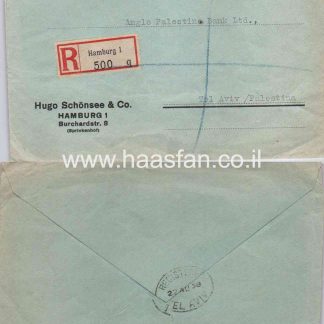 Anglo Palestine Bank Ltd.,
R
Hamburg 1
500 g
Hugo Schönsee & Co.
HAMBURG 1
Burchardstr. 8
(Sprinkenhof)
Tel Aviv/Palestina
www.haasfan.co.il
TEL AVIV